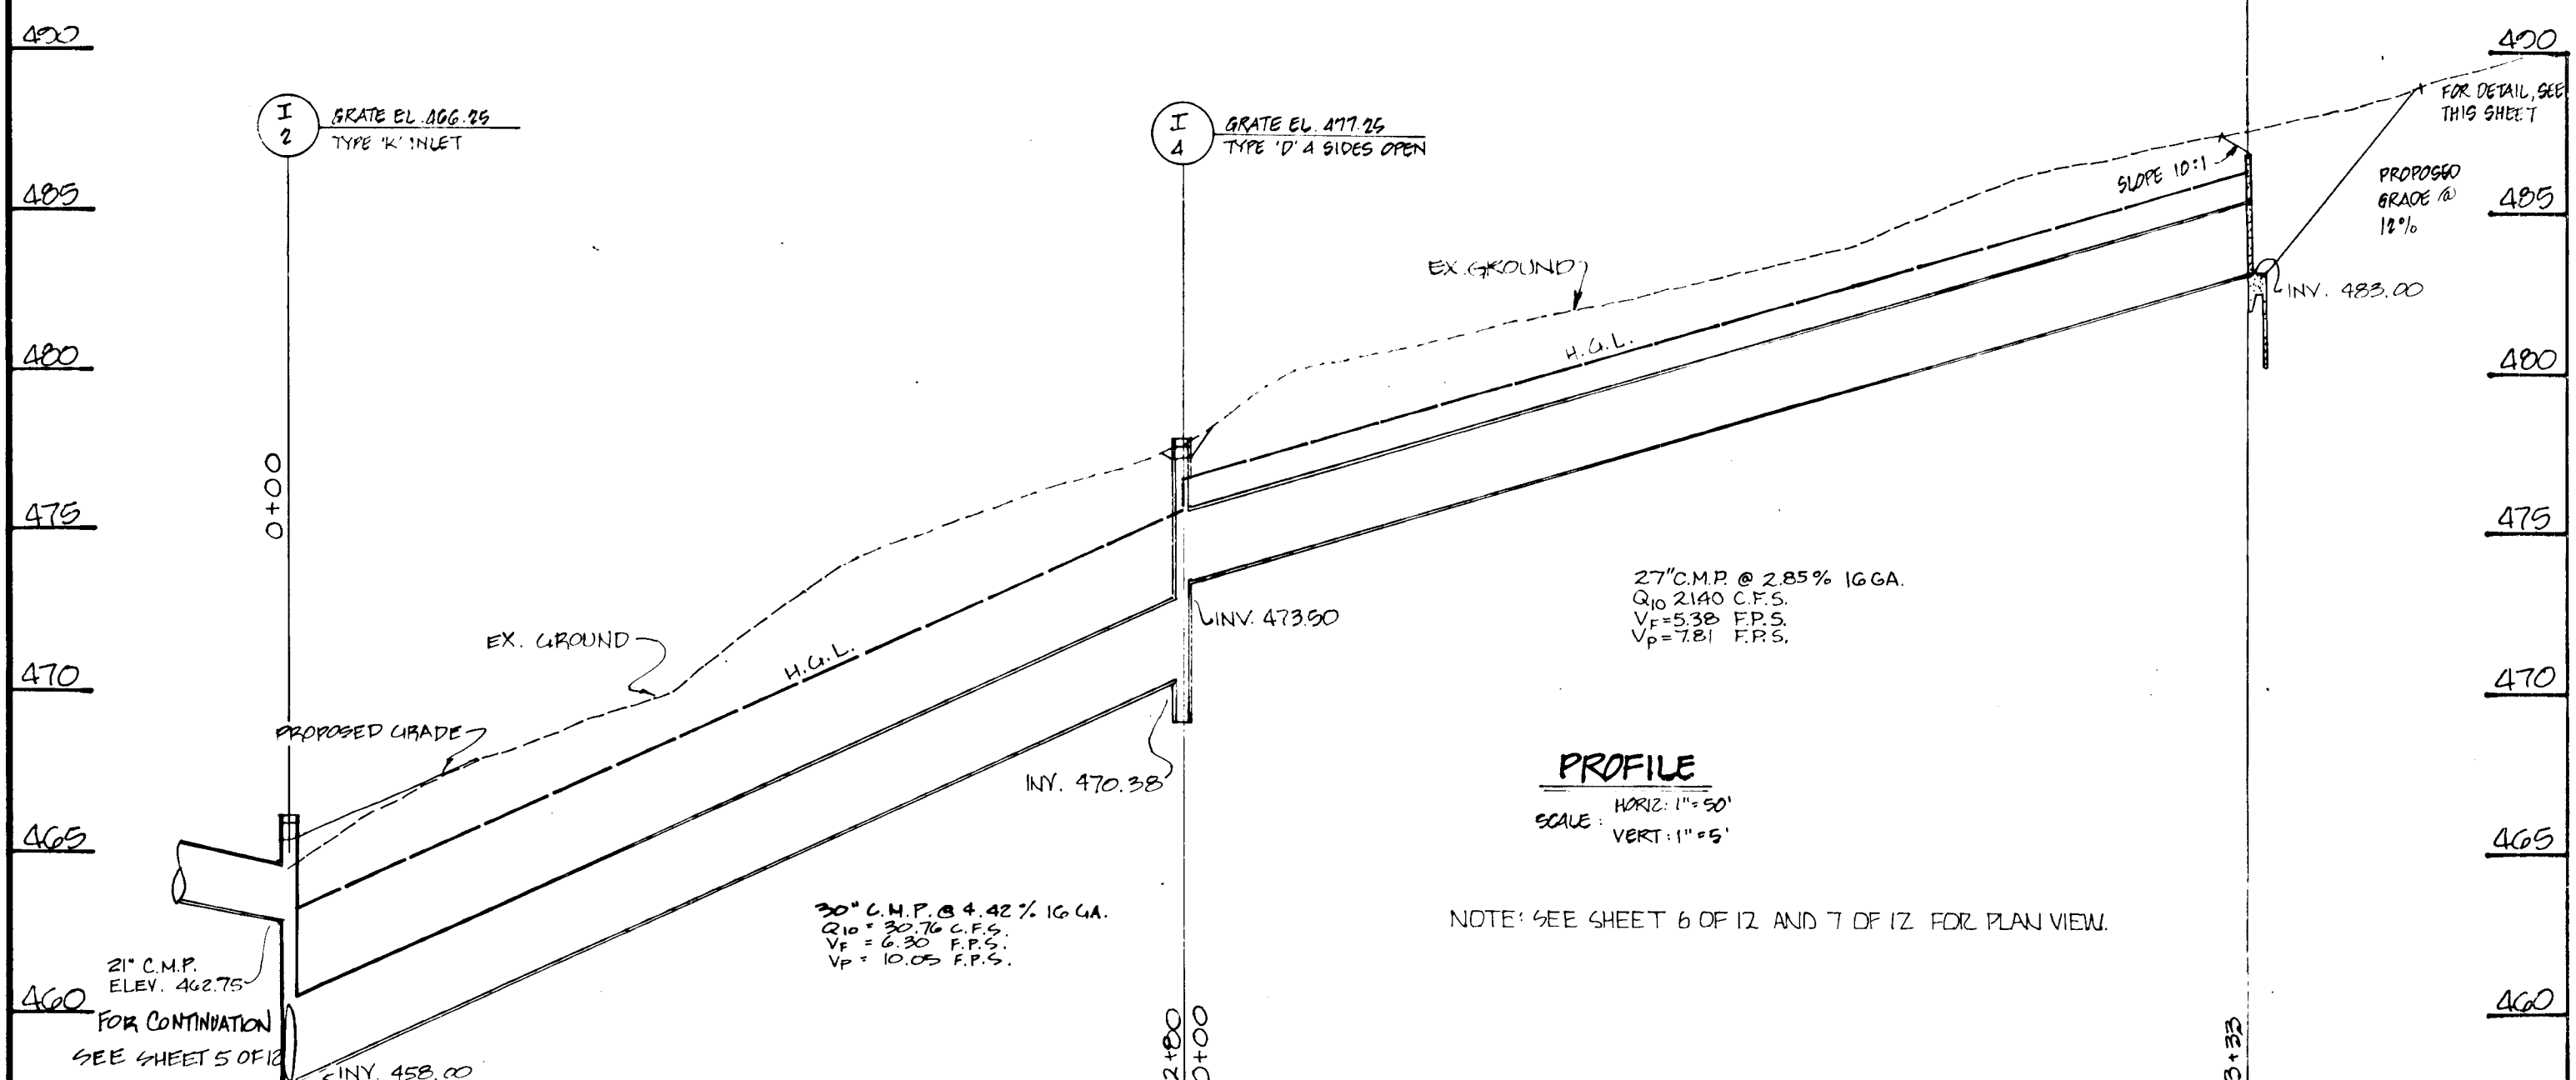 490
485
480
475
470
465
460
I
2
GRATE EL. 466.25
TYPE 'K' INLET
0+00
I
4
GRATE EL. 477.25
TYPE 'D' 4 SIDES OPEN
EX. GROUND
H.G.L.
SLOPE 10:1
FOR DETAIL, SEE
THIS SHEET
PROPOSED
GRADE @
12%
INV. 483.00
EX. GROUND
H.G.L.
PROPOSED GRADE
INV. 473.50
INV. 470.38
27" C.M.P. @ 2.85% 16 GA.
Q10 21.40 C.F.S.
VF = 5.38 F.P.S.
VP = 7.81 F.P.S.
PROFILE
SCALE: HORIZ: 1"=50'
VERT: 1"=5'
30" C.M.P. @ 4.42% 16 GA.
Q10 = 30.76 C.F.S.
VF = 6.30 F.P.S.
VP = 10.05 F.P.S.
NOTE: SEE SHEET 6 OF 12 AND 7 OF 12 FOR PLAN VIEW.
21" C.M.P.
ELEV. 462.75
FOR CONTINUATION
SEE SHEET 5 OF 12
INV. 458.00
2+80
0+00
3+33
490
485
480
475
470
465
460